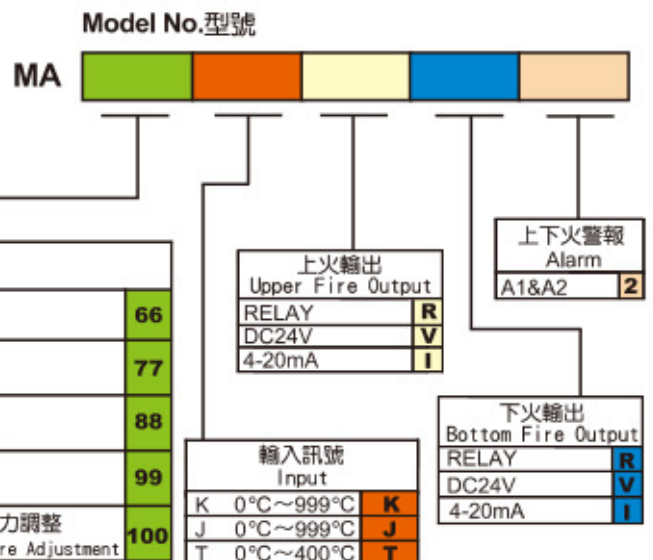 Model No.型號
MA
上下火警報
Alarm
A1&A2 2
上火輸出
Upper Fire Output
RELAY R
DC24V V
4-20mA I
66
77
88
99
力調整
re Adjustment 100
輸入訊號
Input
K 0°C～999°C K
J 0°C～999°C J
T 0°C～400°C T
下火輸出
Bottom Fire Output
RELAY R
DC24V V
4-20mA I